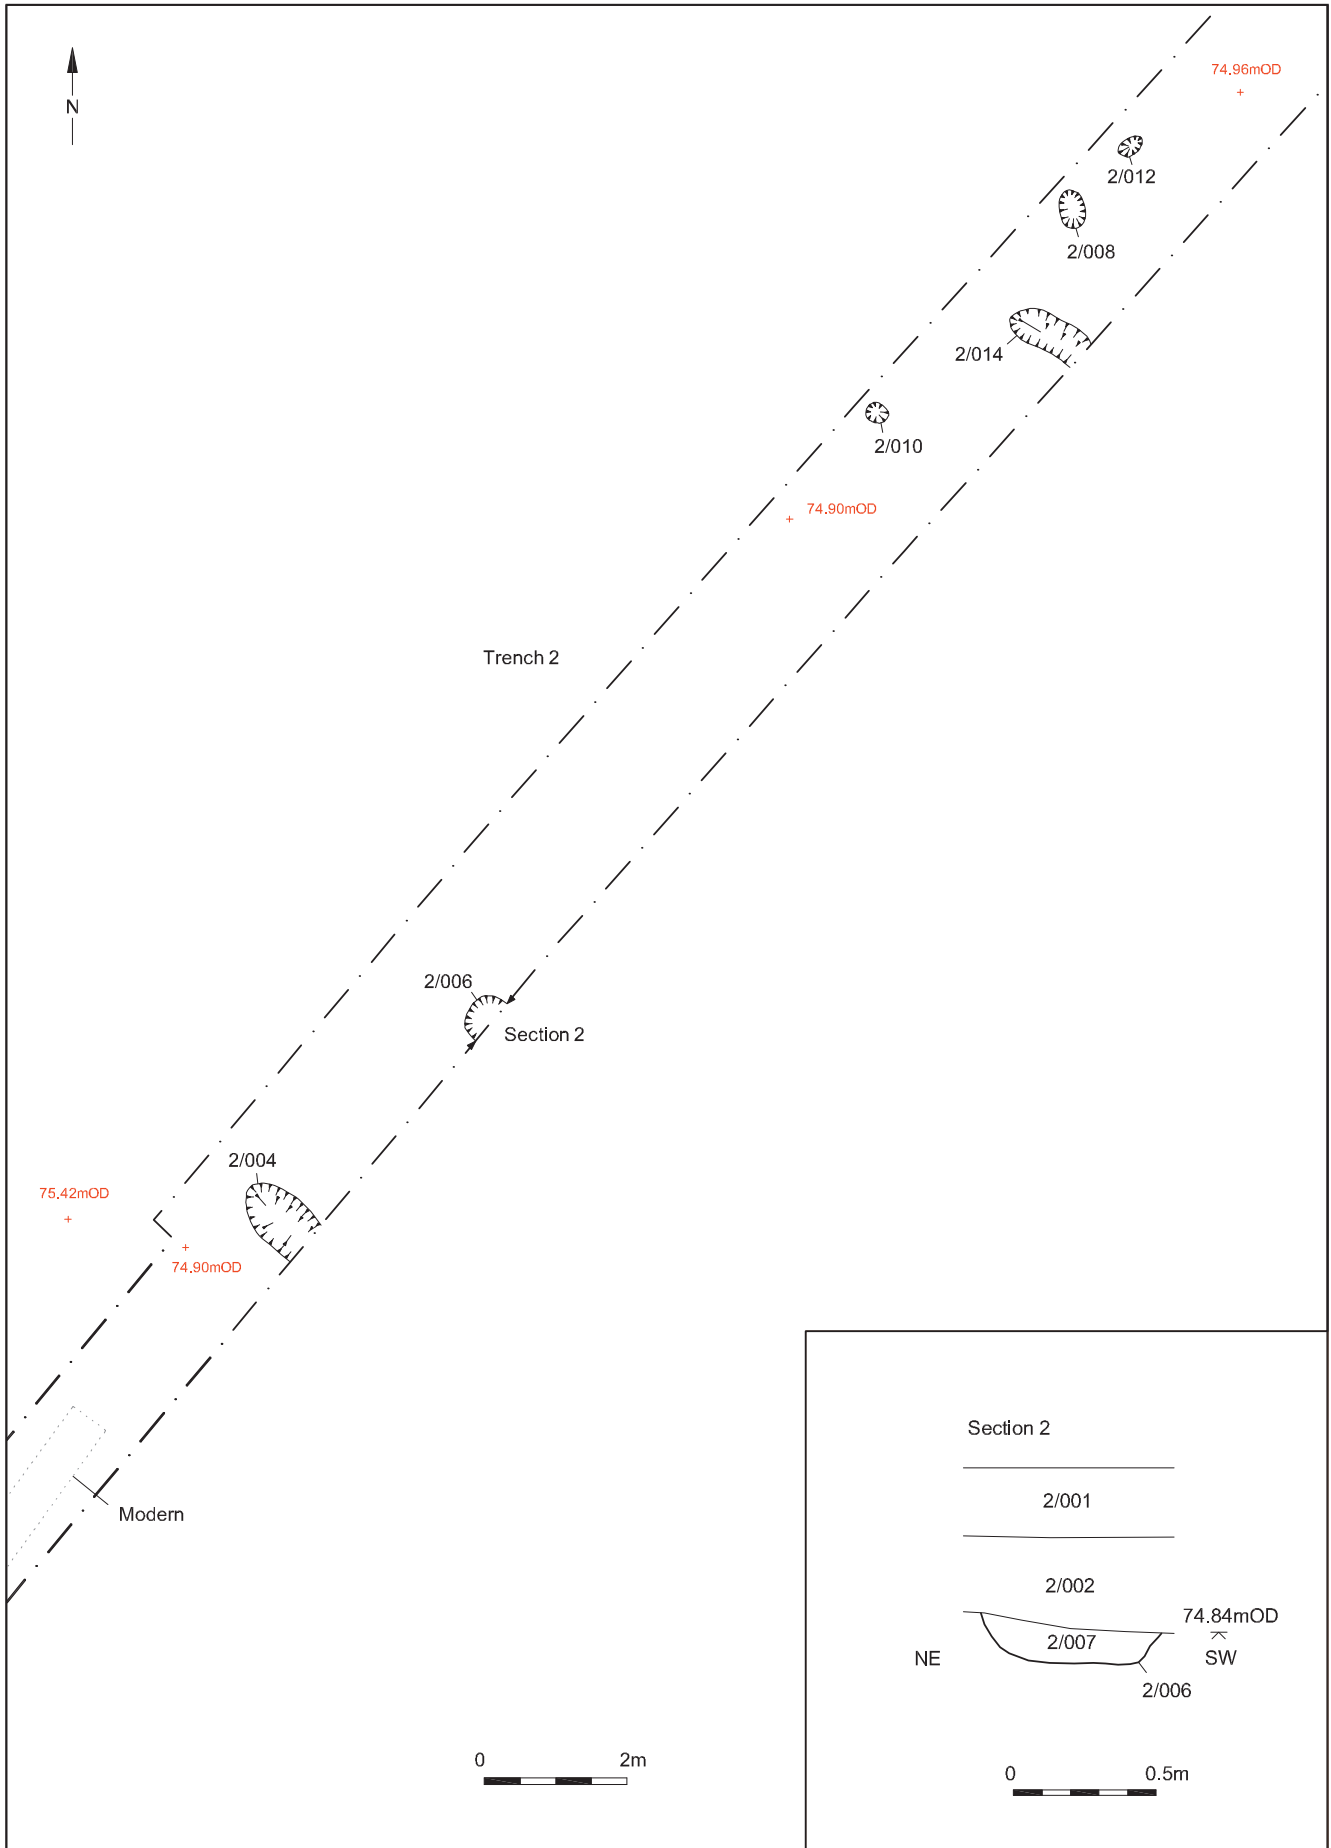 N
74.96mOD
2/012
2/008
2/014
2/010
74.90mOD
Trench 2
2/006
Section 2
2/004
75.42mOD
74.90mOD
Modern
Section 2
2/001
2/002
74.84mOD
2/007
NE
SW
2/006
0 2m
0 0.5m